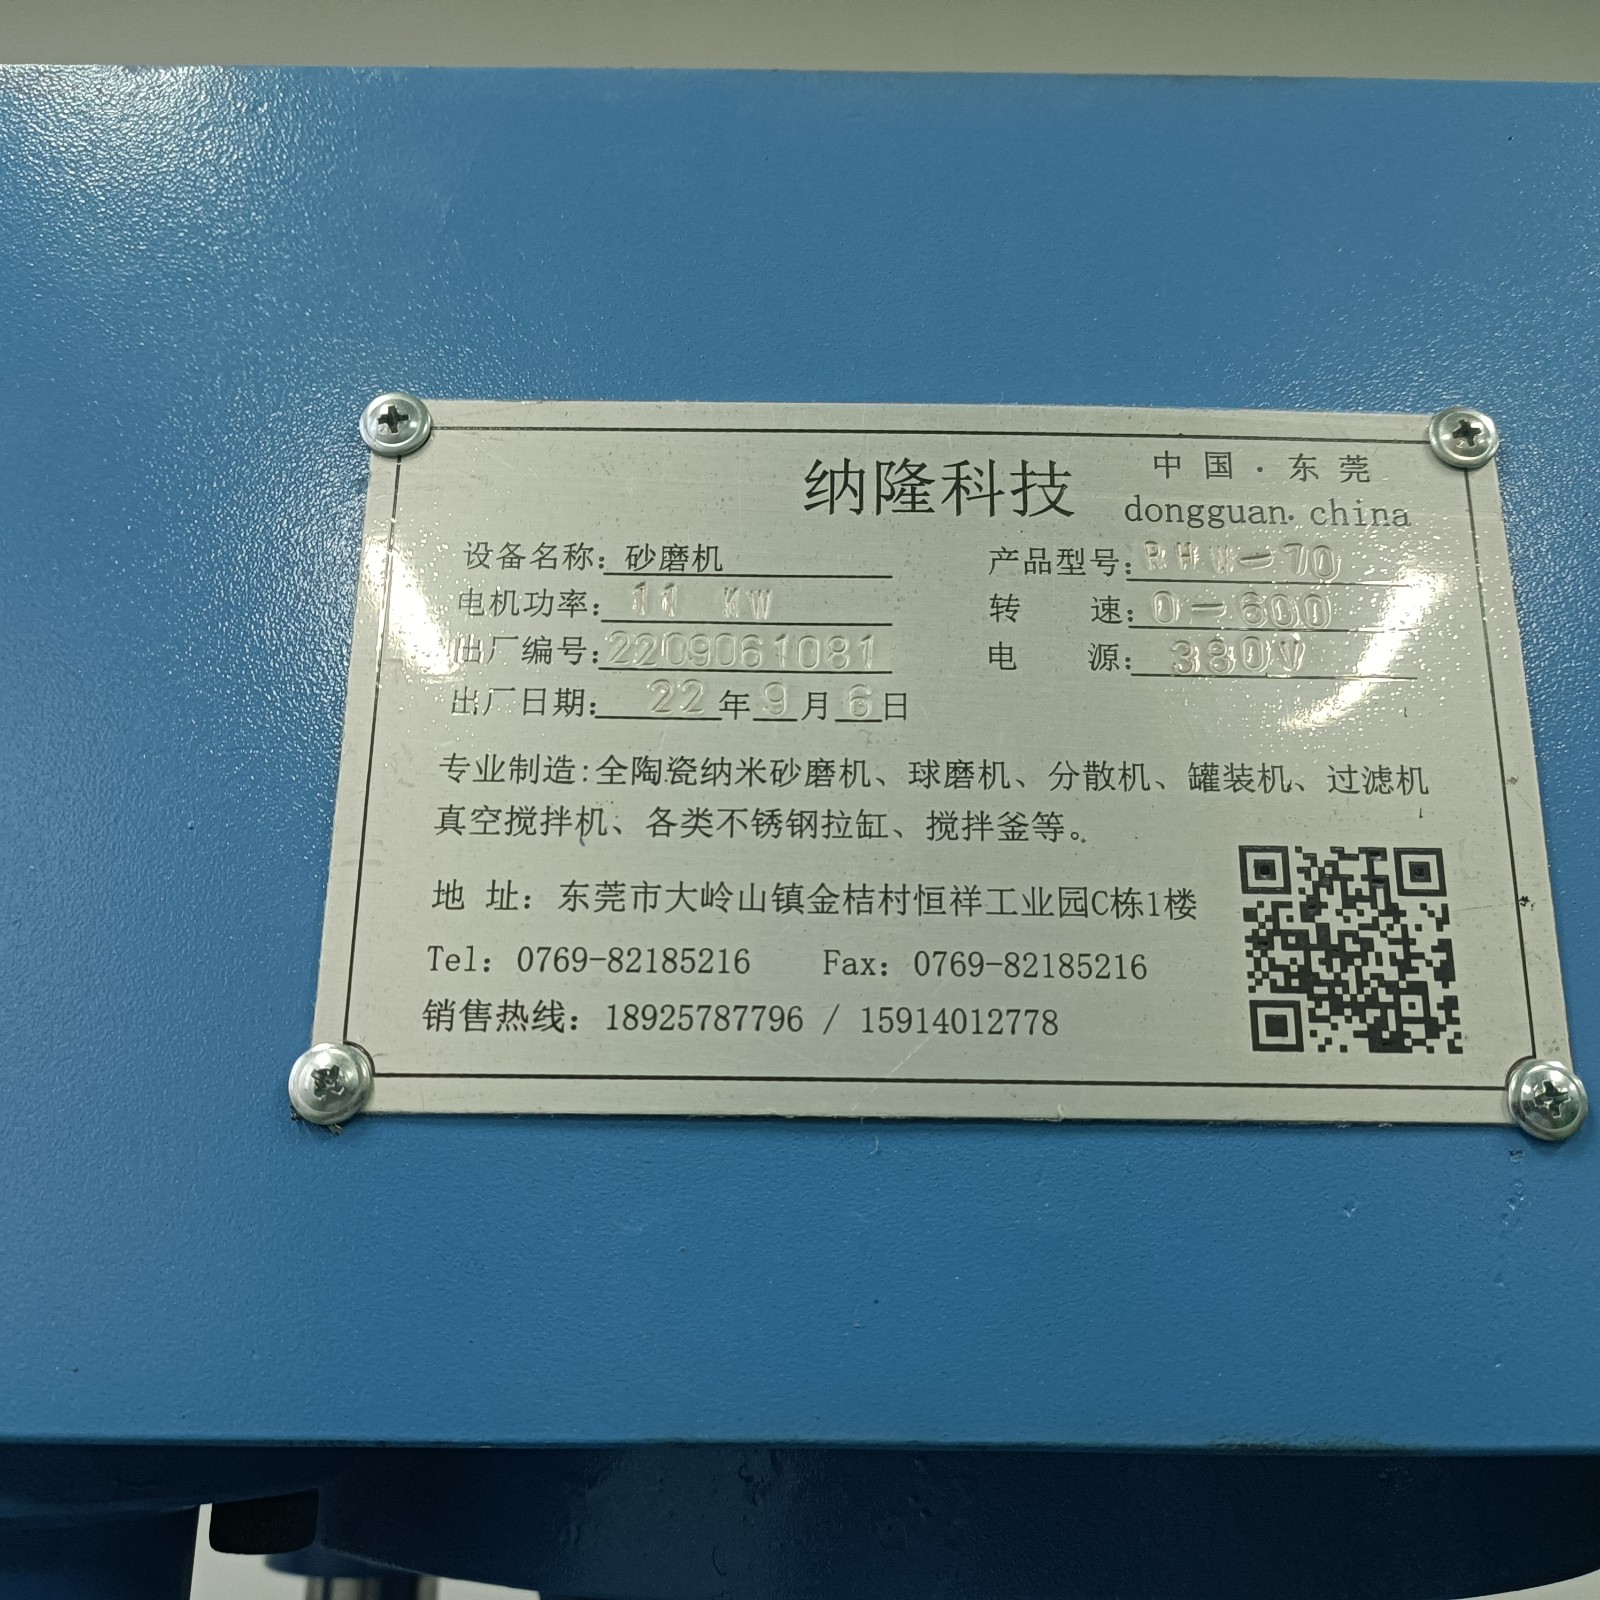 纳隆科技 中国·东莞
dongguan.china
设备名称：砂磨机 产品型号：RHW-70
电机功率：11 KW 转 速：0-600
出厂编号：2209061081 电 源：380V
出厂日期：22年9月6日
专业制造:全陶瓷纳米砂磨机、球磨机、分散机、罐装机、过滤机
真空搅拌机、各类不锈钢拉缸、搅拌釜等。
地 址：东莞市大岭山镇金桔村恒祥工业园C栋1楼
Tel：0769-82185216 Fax：0769-82185216
销售热线：18925787796 / 15914012778